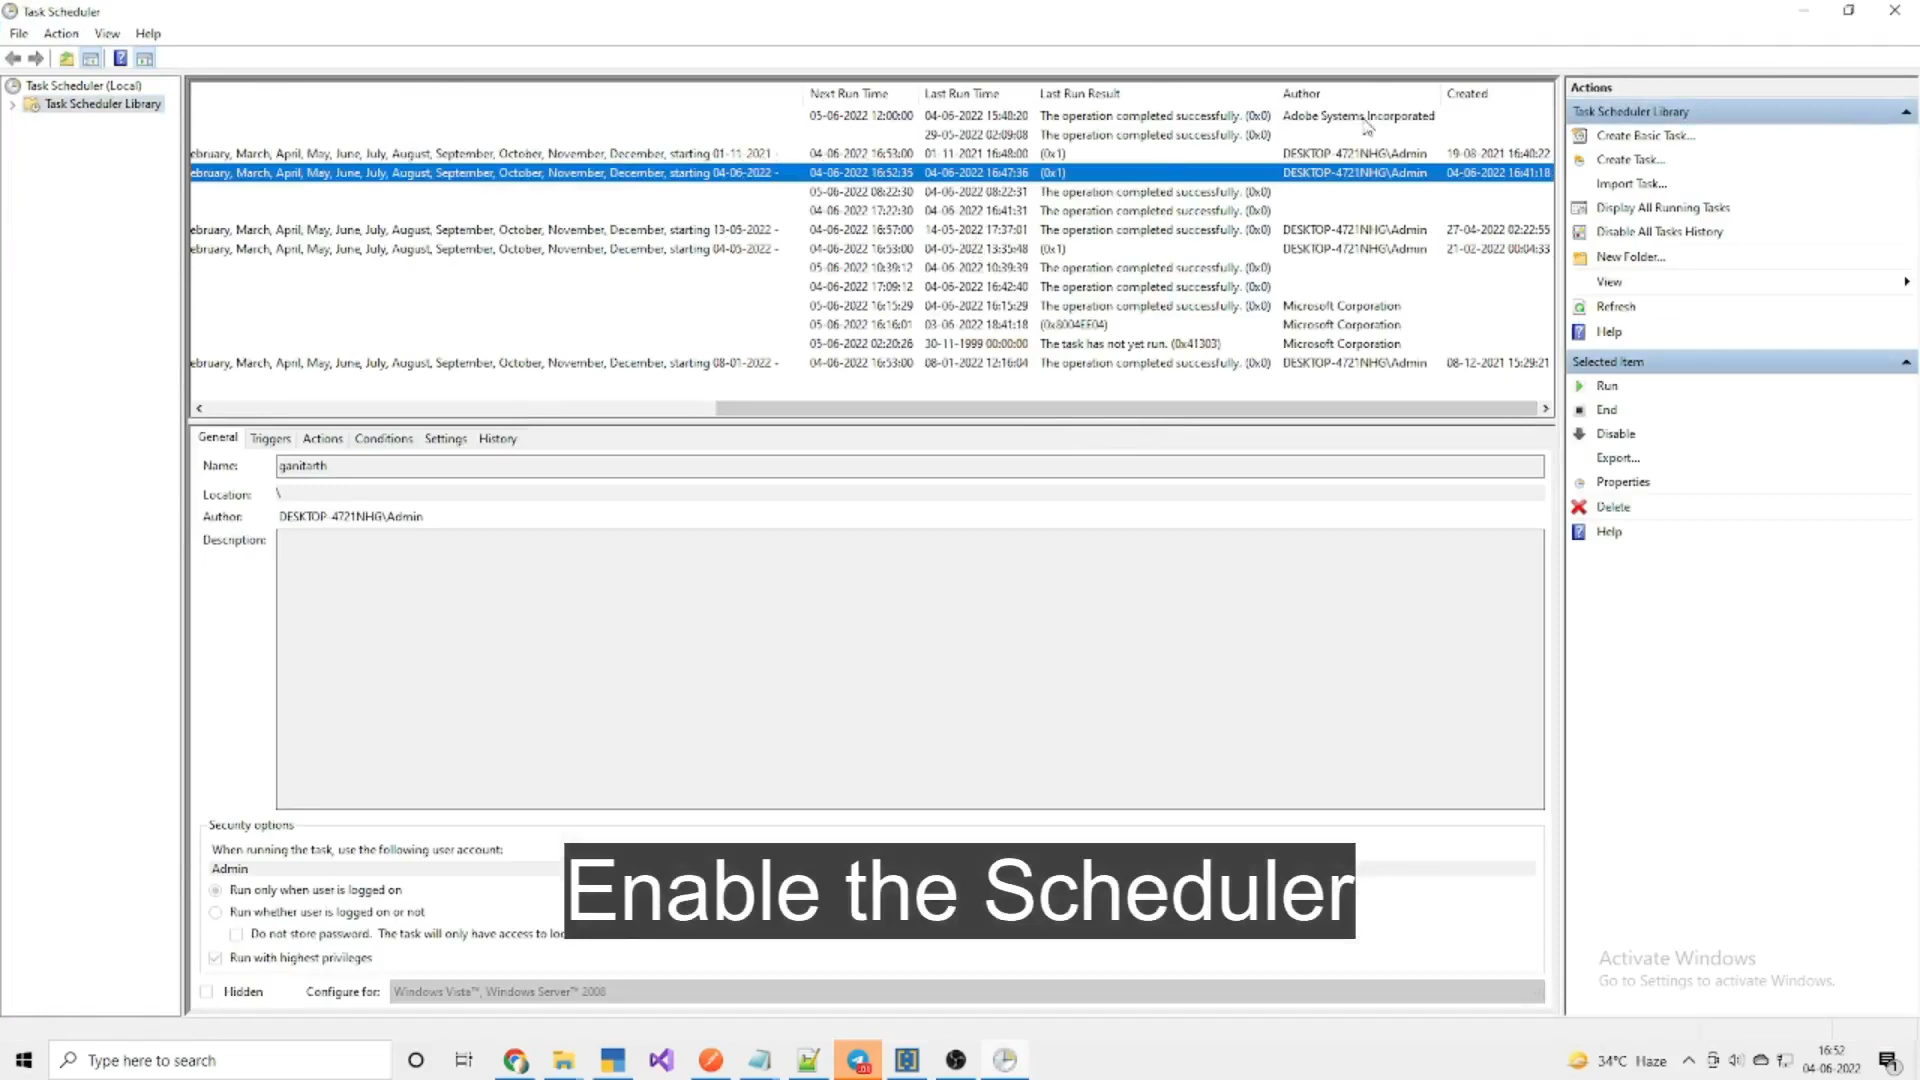 Task Scheduler
File Action View Help
Task Scheduler (Local)
Task Scheduler Library
Next Run Time Last Run Time Last Run Result Author Created
05-06-2022 12:00:00 04-06-2022 15:48:20 The operation completed successfully. (0x0) Adobe Systems Incorporated
29-05-2022 02:09:08 The operation completed successfully. (0x0)
ebruary, March, April, May, June, July, August, September, October, November, December, starting 01-11-2021 - 04-06-2022 16:53:00 01-11-2021 16:48:00 (0x1) DESKTOP-4721NHG\Admin 19-08-2021 16:40:22
ebruary, March, April, May, June, July, August, September, October, November, December, starting 04-06-2022 - 04-06-2022 16:52:35 04-06-2022 16:47:36 (0x1) DESKTOP-4721NHG\Admin 04-06-2022 16:41:18
05-06-2022 08:22:30 04-06-2022 08:22:31 The operation completed successfully. (0x0)
04-06-2022 17:22:30 04-06-2022 16:41:31 The operation completed successfully. (0x0)
ebruary, March, April, May, June, July, August, September, October, November, December, starting 13-05-2022 - 04-06-2022 16:57:00 14-05-2022 17:37:01 The operation completed successfully. (0x0) DESKTOP-4721NHG\Admin 27-04-2022 02:22:55
ebruary, March, April, May, June, July, August, September, October, November, December, starting 04-05-2022 - 04-06-2022 16:53:00 04-06-2022 13:35:48 (0x1) DESKTOP-4721NHG\Admin 21-02-2022 00:04:33
05-06-2022 10:39:12 04-06-2022 10:39:39 The operation completed successfully. (0x0)
04-06-2022 17:09:12 04-06-2022 16:42:40 The operation completed successfully. (0x0)
05-06-2022 16:15:29 04-06-2022 16:15:29 The operation completed successfully. (0x0) Microsoft Corporation
05-06-2022 16:16:01 03-06-2022 18:41:18 (0x8004EE04) Microsoft Corporation
05-06-2022 02:20:26 30-11-1999 00:00:00 The task has not yet run. (0x41303) Microsoft Corporation
ebruary, March, April, May, June, July, August, September, October, November, December, starting 08-01-2022 - 04-06-2022 16:53:00 08-01-2022 12:16:04 The operation completed successfully. (0x0) DESKTOP-4721NHG\Admin 08-12-2021 15:29:21
General Triggers Actions Conditions Settings History
Name: ganitarth
Location: \
Author: DESKTOP-4721NHG\Admin
Description:
Security options
When running the task, use the following user account:
Admin
Run only when user is logged on
Run whether user is logged on or not
Do not store password. The task will only have access to loc
Run with highest privileges
Hidden Configure for: Windows Vista™, Windows Server™ 2008
Enable the Scheduler
Actions
Task Scheduler Library
Create Basic Task...
Create Task...
Import Task...
Display All Running Tasks
Disable All Tasks History
New Folder...
View
Refresh
Help
Selected Item
Run
End
Disable
Export...
Properties
Delete
Help
Activate Windows
Go to Settings to activate Windows.
Type here to search
34°C Haze
16:52
04-06-2022